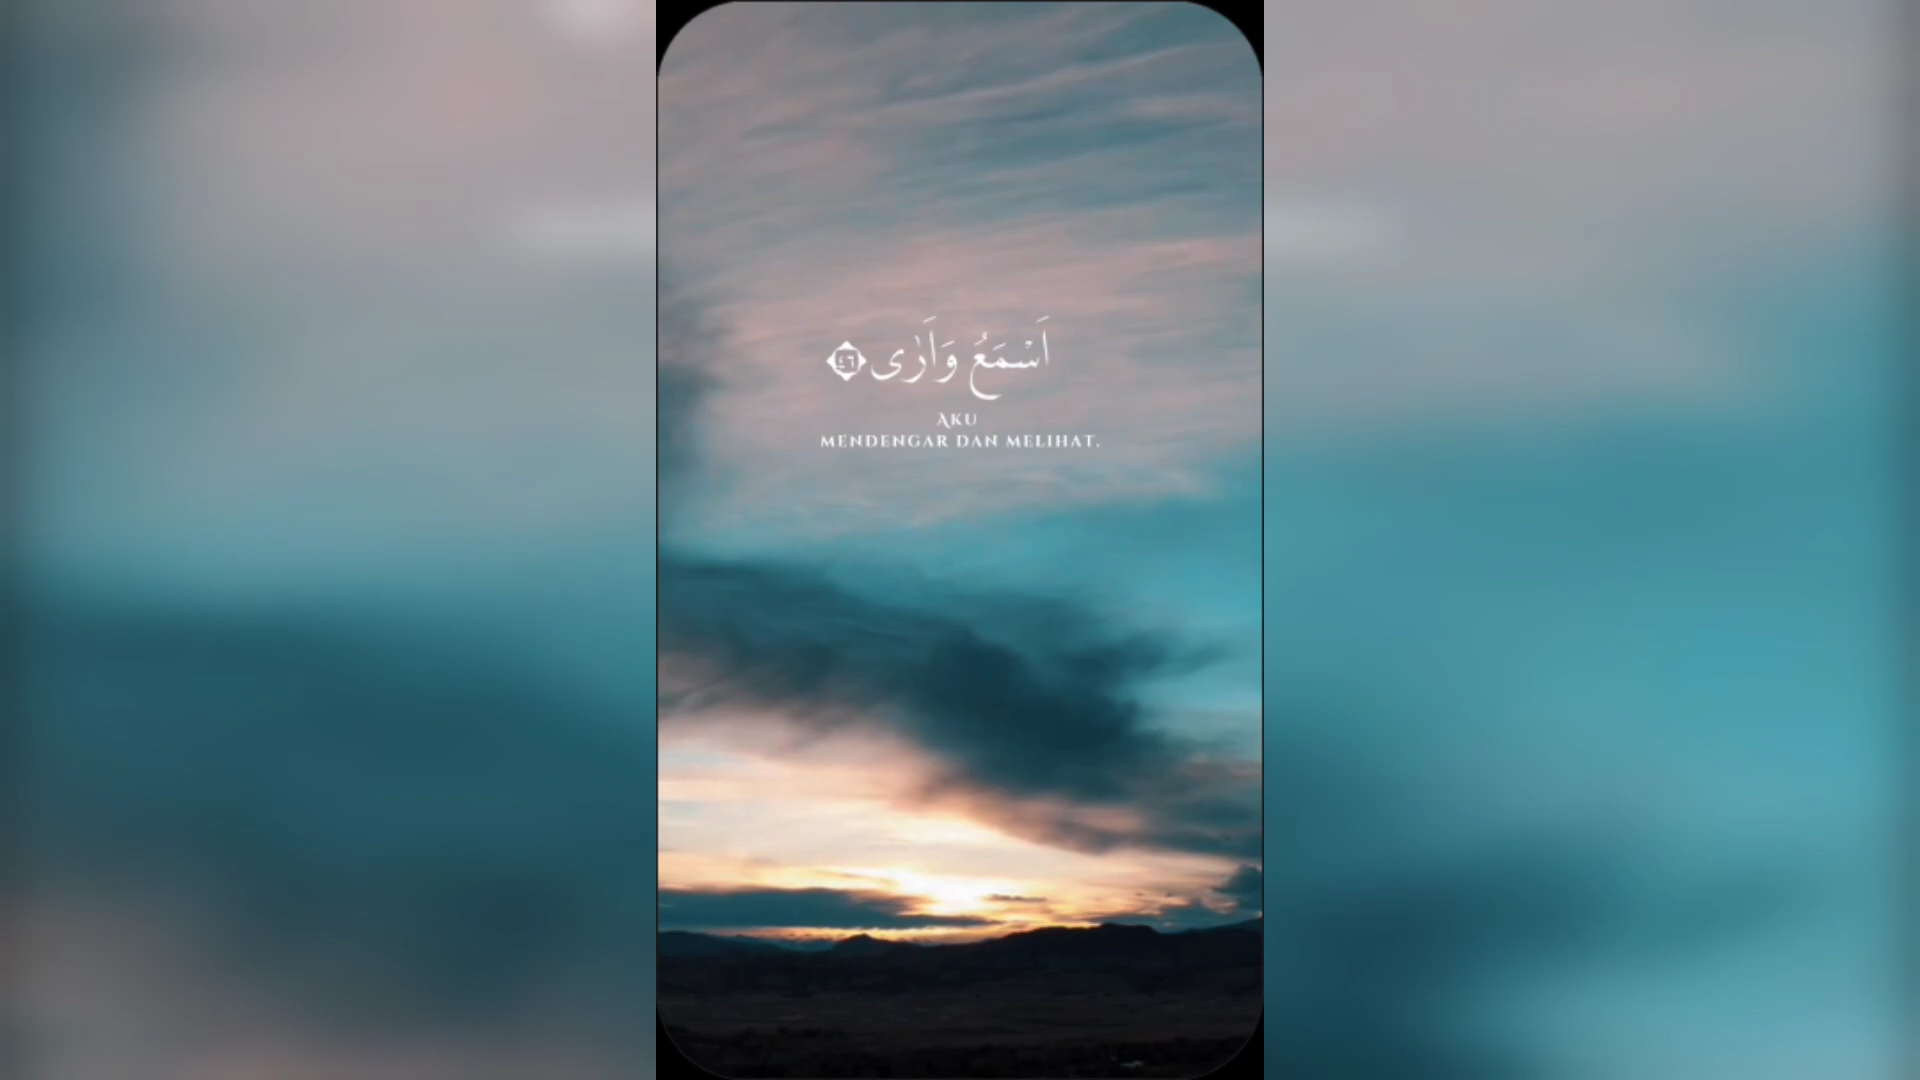 اَسْمَعُ وَاَرٰى ٤٦
AKU
MENDENGAR DAN MELIHAT.